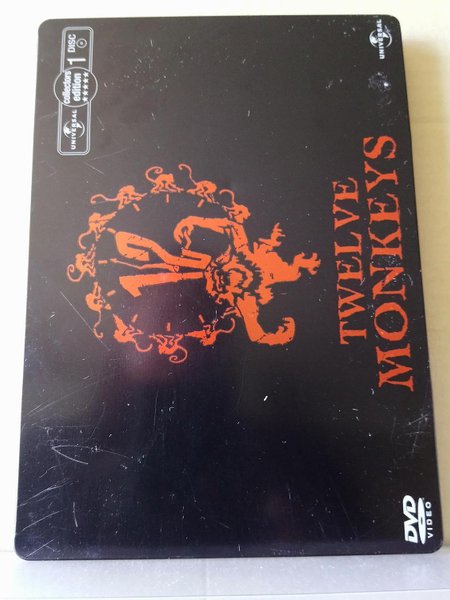 UNIVERSAL
collectors
edition
★★★★★
1
DISC
UNIVERSAL
12
TWELVE
MONKEYS
DVD
VIDEO